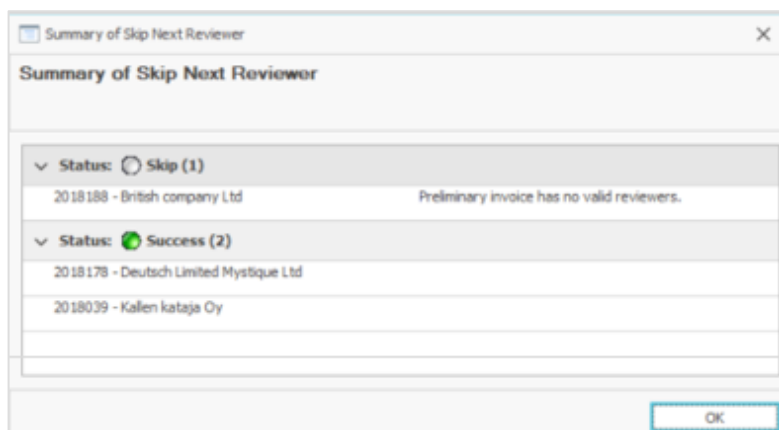 Summary of Skip Next Reviewer
Summary of Skip Next Reviewer
Status: Skip (1)
2018188 - British company Ltd Preliminary invoice has no valid reviewers.
Status: Success (2)
2018178 - Deutsch Limited Mystique Ltd
2018039 - Kallen kataja Oy
OK